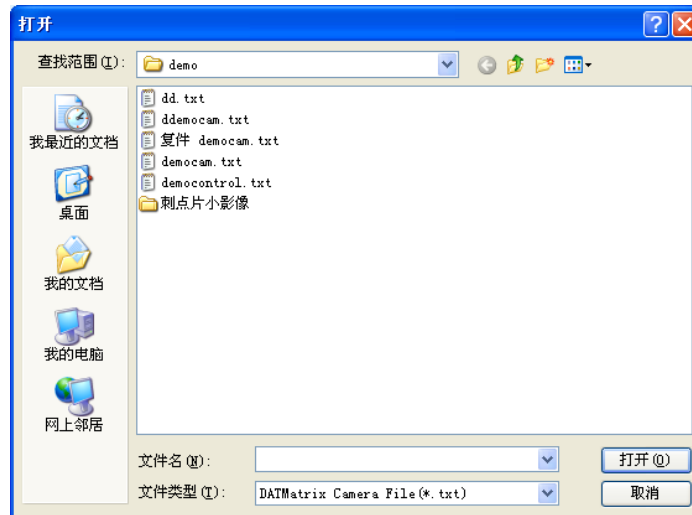 打开
查找范围(I):
demo
我最近的文档
桌面
我的文档
我的电脑
网上邻居
dd.txt
ddemocam.txt
复件 democam.txt
democam.txt
democontrol.txt
刺点片小影像
文件名(N):
打开(O)
文件类型(T):
DATMatrix Camera File(*.txt)
取消